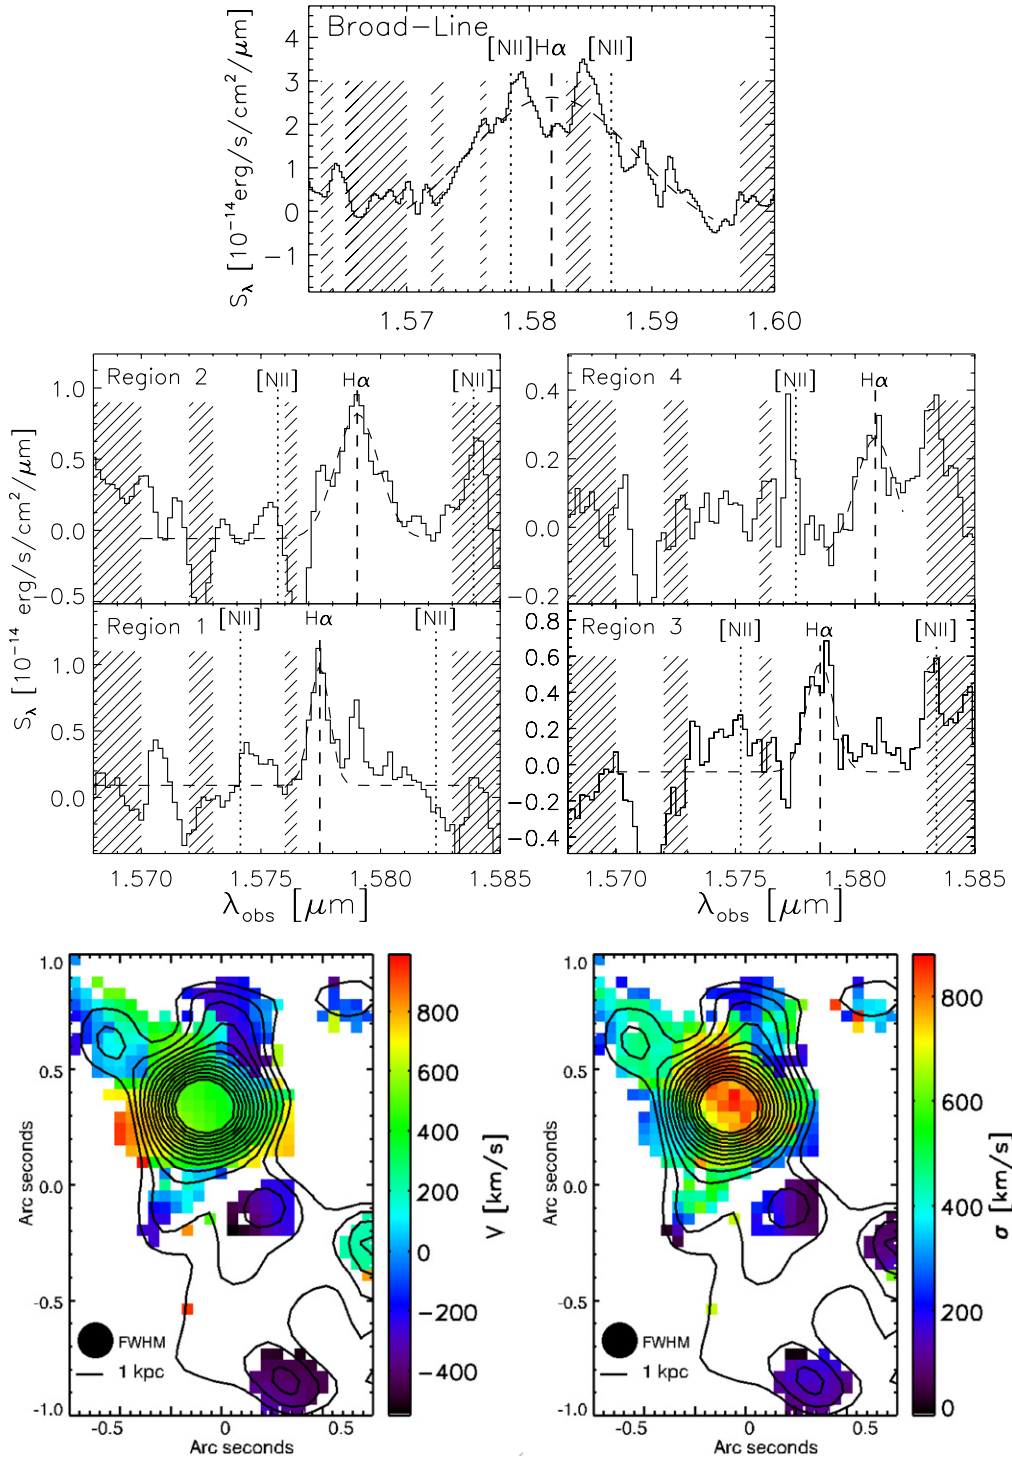 Broad-Line
[NII] Hα [NII]
4
3
2
1
0
-1
Sλ [10⁻¹⁴erg/s/cm²/μm]
1.57 1.58 1.59 1.60
Region 2 [NII] Hα [NII]
1.0
0.5
0.0
-0.5
Region 4 [NII] Hα [NII]
0.4
0.2
0.0
-0.2
Region 1 [NII] Hα [NII]
1.0
0.5
0.0
Region 3 [NII] Hα [NII]
0.8
0.6
0.4
0.2
-0.0
-0.2
-0.4
Sλ [10⁻¹⁴ erg/s/cm²/μm]
1.570 1.575 1.580 1.585
λobs [μm]
1.570 1.575 1.580 1.585
λobs [μm]
1.0
0.5
0.0
-0.5
-1.0
Arc seconds
FWHM
1 kpc
-0.5 0 0.5
Arc seconds
800
600
400
200
0
-200
-400
V [km/s]
1.0
0.5
0.0
-0.5
-1.0
Arc seconds
FWHM
1 kpc
-0.5 0 0.5
Arc seconds
800
600
400
200
0
σ [km/s]